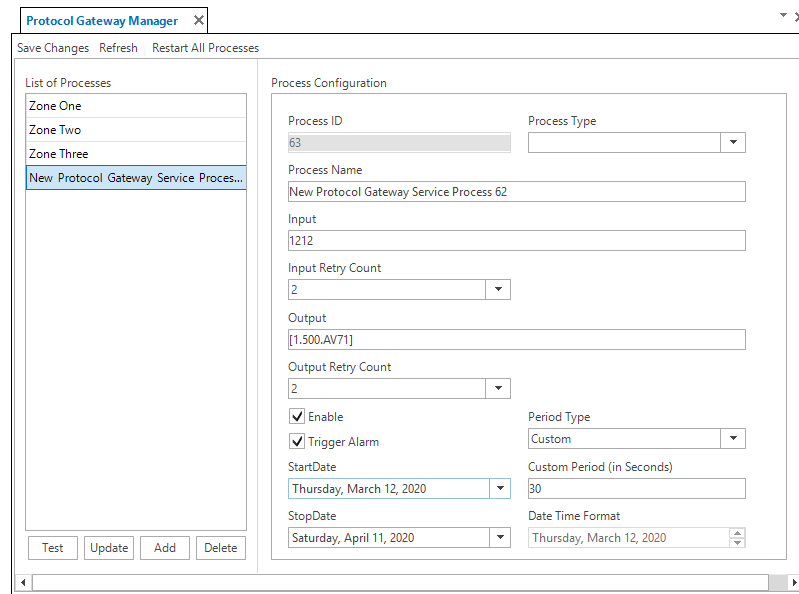 Protocol Gateway Manager
Save Changes Refresh Restart All Processes
List of Processes
Zone One
Zone Two
Zone Three
New Protocol Gateway Service Proces...
Test Update Add Delete
Process Configuration
Process ID Process Type
63
Process Name
New Protocol Gateway Service Process 62
Input
1212
Input Retry Count
2
Output
[1.500.AV71]
Output Retry Count
2
Enable Period Type
Trigger Alarm Custom
StartDate Custom Period (in Seconds)
Thursday, March 12, 2020 30
StopDate Date Time Format
Saturday, April 11, 2020 Thursday, March 12, 2020